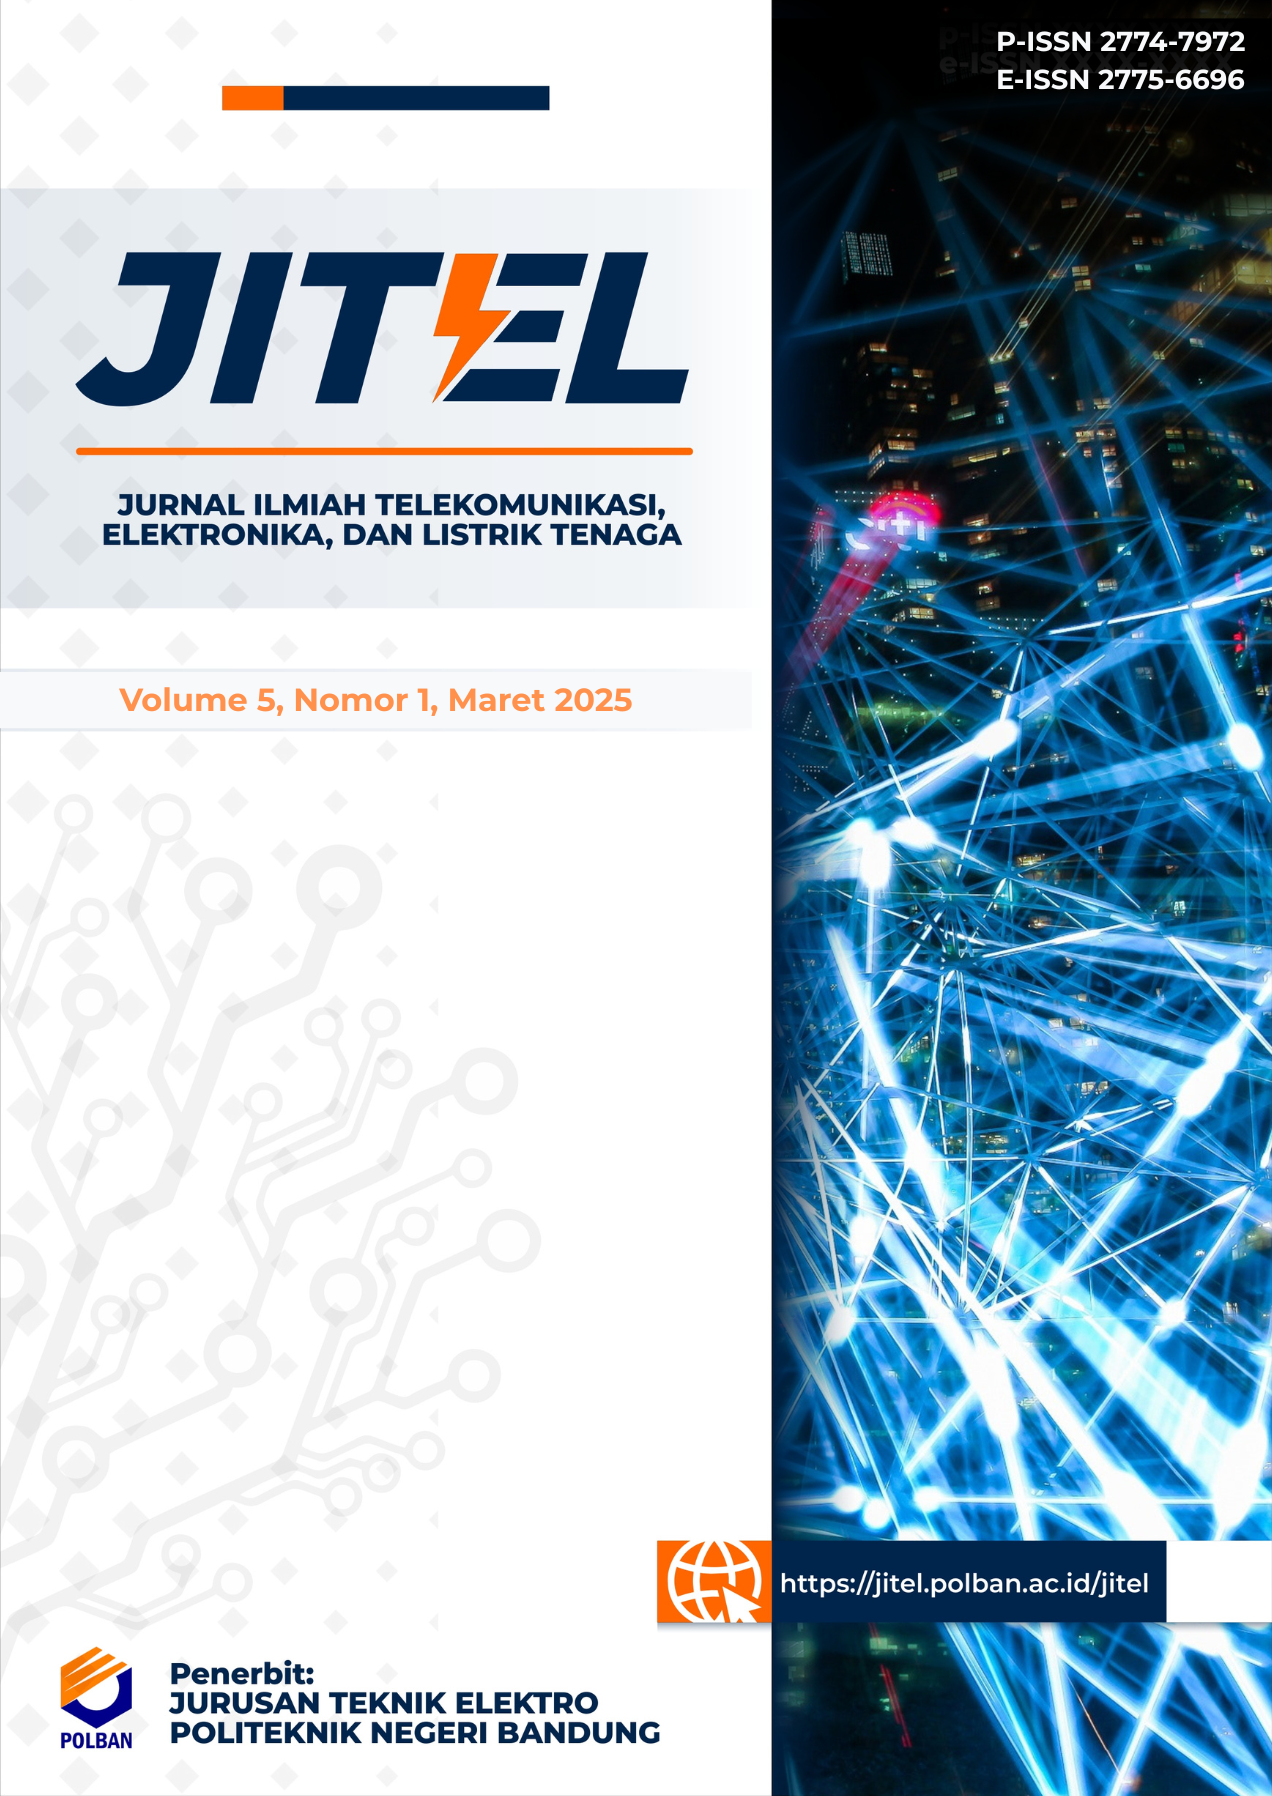 P-ISSN 2774-7972
E-ISSN 2775-6696
JITEL
JURNAL ILMIAH TELEKOMUNIKASI,
ELEKTRONIKA, DAN LISTRIK TENAGA
Volume 5, Nomor 1, Maret 2025
citi
https://jitel.polban.ac.id/jitel
POLBAN
Penerbit:
JURUSAN TEKNIK ELEKTRO
POLITEKNIK NEGERI BANDUNG